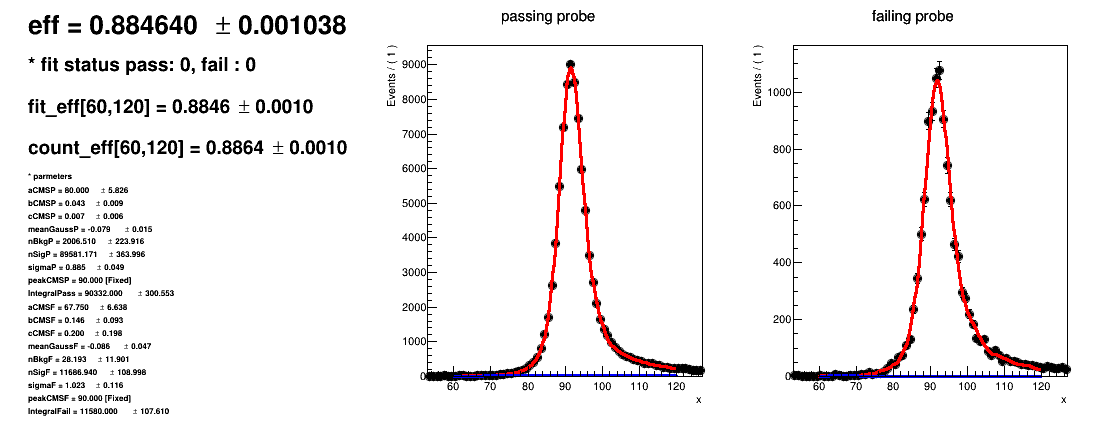 eff = 0.884640 ± 0.001038
* fit status pass: 0, fail : 0
fit_eff[60,120] = 0.8846 ± 0.0010
count_eff[60,120] = 0.8864 ± 0.0010
* parmeters
aCMSP = 80.000 ± 5.826
bCMSP = 0.043 ± 0.009
cCMSP = 0.007 ± 0.006
meanGaussP = -0.079 ± 0.015
nBkgP = 2006.510 ± 223.916
nSigP = 89581.171 ± 363.996
sigmaP = 0.885 ± 0.049
peakCMSP = 90.000 [Fixed]
IntegralPass = 90332.000 ± 300.553
aCMSF = 67.750 ± 6.638
bCMSF = 0.146 ± 0.093
cCMSF = 0.200 ± 0.198
meanGaussF = -0.086 ± 0.047
nBkgF = 28.193 ± 11.901
nSigF = 11686.940 ± 108.998
sigmaF = 1.023 ± 0.116
peakCMSF = 90.000 [Fixed]
IntegralFail = 11580.000 ± 107.610
passing probe
Events / ( 1 )
9000
8000
7000
6000
5000
4000
3000
2000
1000
0
60 70 80 90 100 110 120
x
failing probe
Events / ( 1 )
1000
800
600
400
200
0
60 70 80 90 100 110 120
x